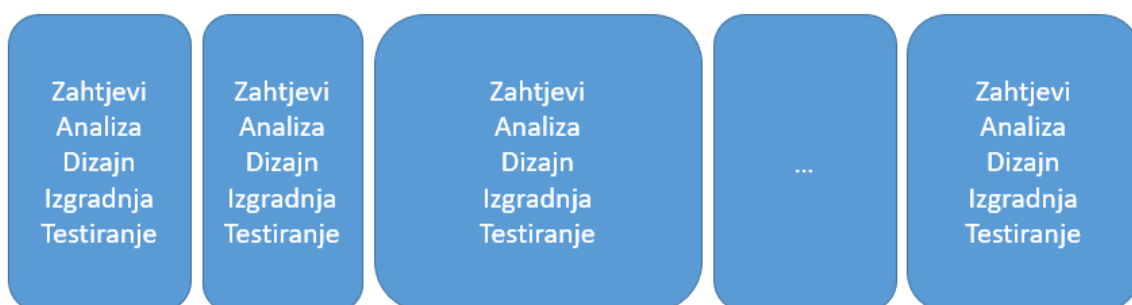 Zahtjevi
Analiza
Dizajn
Izgradnja
Testiranje
Zahtjevi
Analiza
Dizajn
Izgradnja
Testiranje
Zahtjevi
Analiza
Dizajn
Izgradnja
Testiranje
...
Zahtjevi
Analiza
Dizajn
Izgradnja
Testiranje